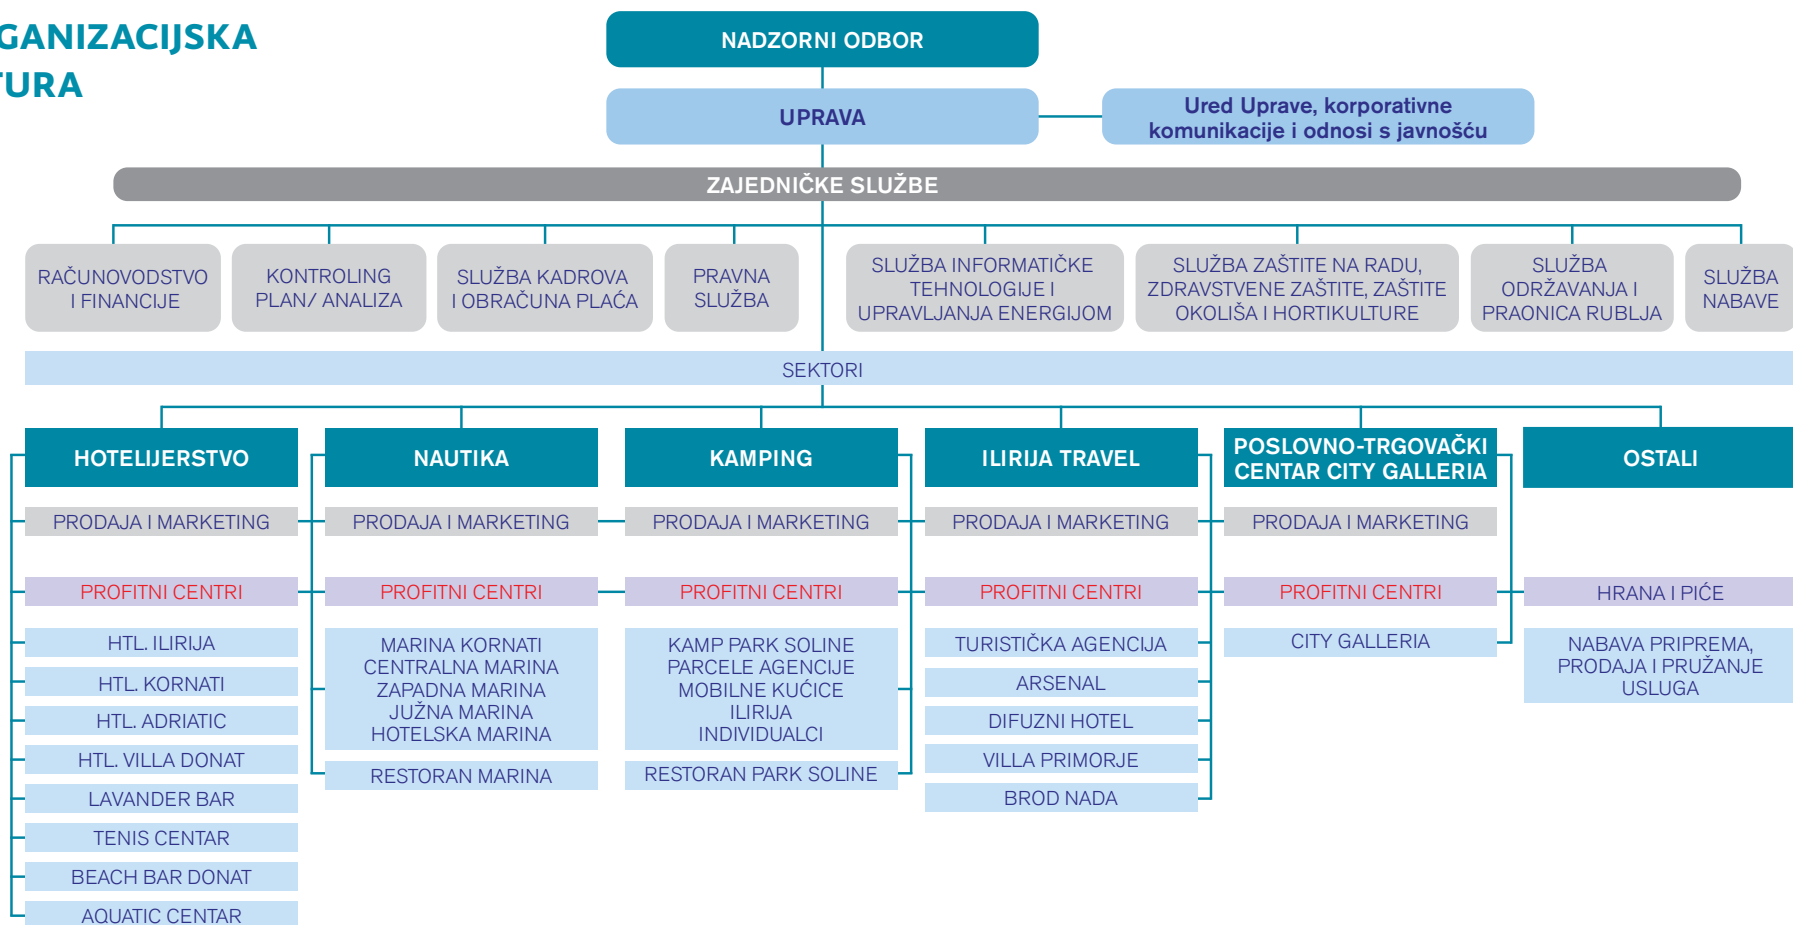 GANIZACIJSKA
TURA
NADZORNI ODBOR
UPRAVA
Ured Uprave, korporativne
komunikacije i odnosi s javnošću
ZAJEDNIČKE SLUŽBE
RAČUNOVODSTVO
I FINANCIJE
KONTROLING
PLAN/ ANALIZA
SLUŽBA KADROVA
I OBRAČUNA PLAĆA
PRAVNA
SLUŽBA
SLUŽBA INFORMATIČKE
TEHNOLOGIJE I
UPRAVLJANJA ENERGIJOM
SLUŽBA ZAŠTITE NA RADU,
ZDRAVSTVENE ZAŠTITE, ZAŠTITE
OKOLIŠA I HORTIKULTURE
SLUŽBA
ODRŽAVANJA I
PRAONICA RUBLJA
SLUŽBA
NABAVE
SEKTORI
HOTELIJERSTVO
PRODAJA I MARKETING
PROFITNI CENTRI
HTL. ILIRIJA
HTL. KORNATI
HTL. ADRIATIC
HTL. VILLA DONAT
LAVANDER BAR
TENIS CENTAR
BEACH BAR DONAT
AQUATIC CENTAR
NAUTIKA
PRODAJA I MARKETING
PROFITNI CENTRI
MARINA KORNATI
CENTRALNA MARINA
ZAPADNA MARINA
JUŽNA MARINA
HOTELSKA MARINA
RESTORAN MARINA
KAMPING
PRODAJA I MARKETING
PROFITNI CENTRI
KAMP PARK SOLINE
PARCELE AGENCIJE
MOBILNE KUĆICE
ILIRIJA
INDIVIDUALCI
RESTORAN PARK SOLINE
ILIRIJA TRAVEL
PRODAJA I MARKETING
PROFITNI CENTRI
TURISTIČKA AGENCIJA
ARSENAL
DIFUZNI HOTEL
VILLA PRIMORJE
BROD NADA
POSLOVNO-TRGOVAČKI
CENTAR CITY GALLERIA
PRODAJA I MARKETING
PROFITNI CENTRI
CITY GALLERIA
OSTALI
HRANA I PIĆE
NABAVA PRIPREMA,
PRODAJA I PRUŽANJE
USLUGA